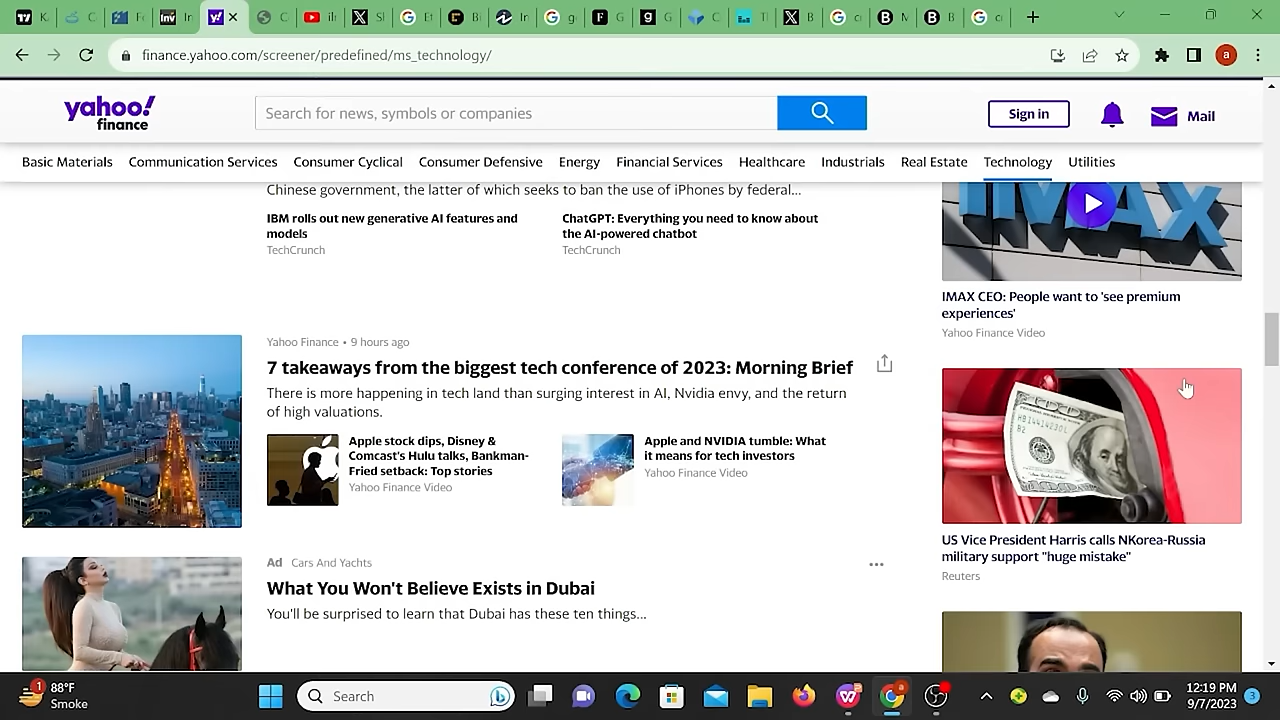 finance.yahoo.com/screener/predefined/ms_technology/
yahoo!
finance
Search for news, symbols or companies
Sign in
Mail
Basic Materials
Communication Services
Consumer Cyclical
Consumer Defensive
Energy
Financial Services
Healthcare
Industrials
Real Estate
Technology
Utilities
Chinese government, the latter of which seeks to ban the use of iPhones by federal...
IBM rolls out new generative AI features and
models
TechCrunch
ChatGPT: Everything you need to know about
the AI-powered chatbot
TechCrunch
IMAX
IMAX CEO: People want to 'see premium
experiences'
Yahoo Finance Video
Yahoo Finance • 9 hours ago
7 takeaways from the biggest tech conference of 2023: Morning Brief
There is more happening in tech land than surging interest in AI, Nvidia envy, and the return
of high valuations.
Apple stock dips, Disney &
Comcast's Hulu talks, Bankman-
Fried setback: Top stories
Yahoo Finance Video
Apple and NVIDIA tumble: What
it means for tech investors
Yahoo Finance Video
US Vice President Harris calls NKorea-Russia
military support "huge mistake"
Reuters
Ad Cars And Yachts
What You Won't Believe Exists in Dubai
You'll be surprised to learn that Dubai has these ten things...
1
88°F
Smoke
Search
12:19 PM
9/7/2023
3